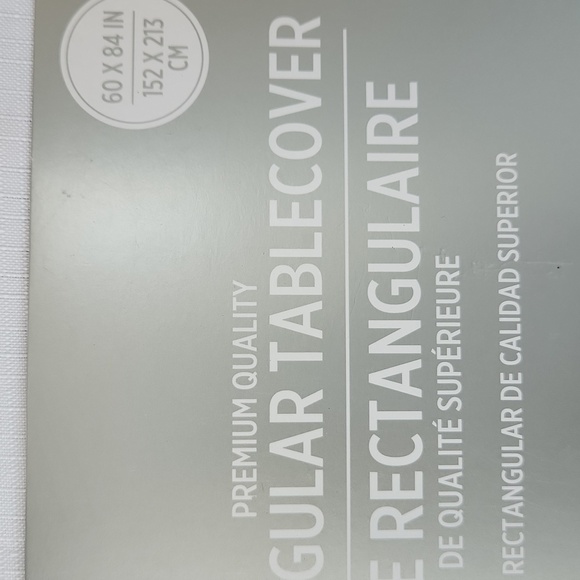 60 X 84 IN
152 X 213
CM
PREMIUM QUALITY
GULAR TABLECOVER
E RECTANGULAIRE
DE QUALITÉ SUPÉRIEURE
RECTANGULAR DE CALIDAD SUPERIOR